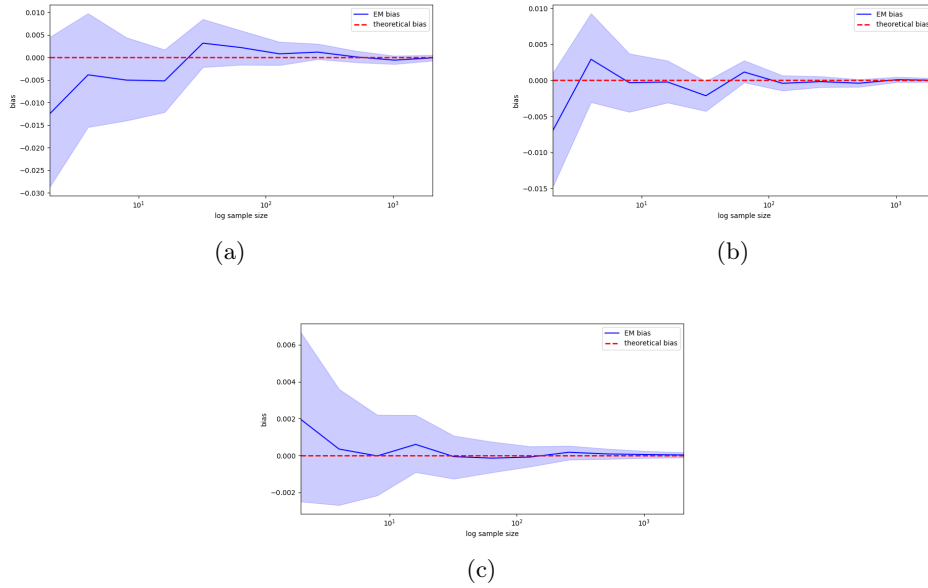 0.010
0.005
0.000
−0.005
−0.010
−0.015
−0.020
−0.025
−0.030
bias
EM bias
theoretical bias
10¹ 10² 10³
log sample size
(a)
0.010
0.005
0.000
−0.005
−0.010
−0.015
bias
EM bias
theoretical bias
10¹ 10² 10³
log sample size
(b)
0.006
0.004
0.002
0.000
−0.002
bias
EM bias
theoretical bias
10¹ 10² 10³
log sample size
(c)